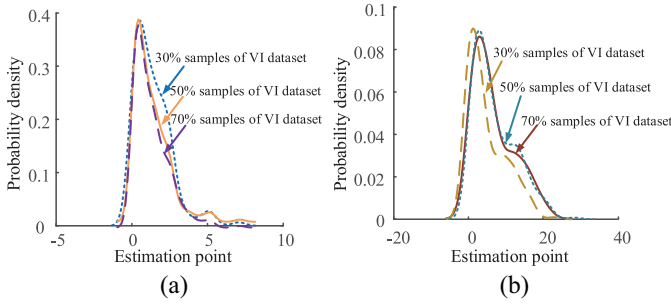 0.4
0.3
0.2
0.1
0
-5
0
5
10
Probability density
Estimation point
30% samples of VI dataset
50% samples of VI dataset
70% samples of VI dataset
(a)
0.1
0.08
0.06
0.04
0.02
0
-20
0
20
40
Probability density
Estimation point
30% samples of VI dataset
50% samples of VI dataset
70% samples of VI dataset
(b)